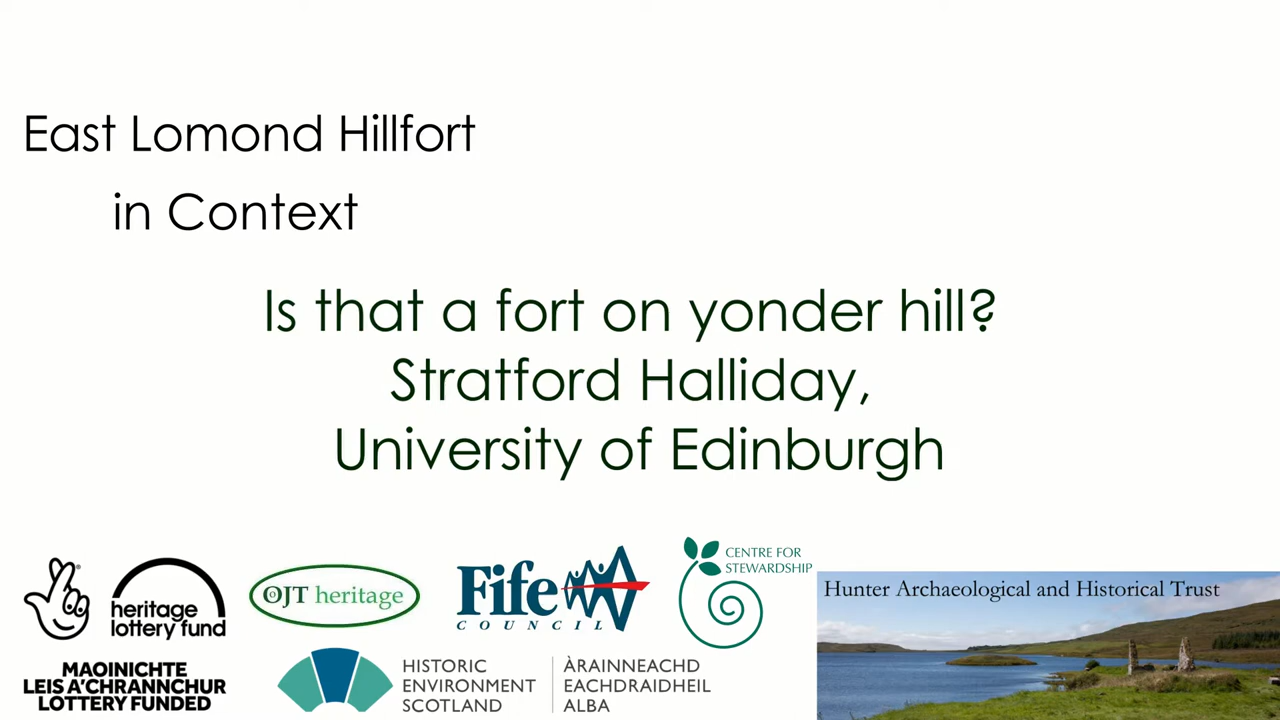 East Lomond Hillfort
in Context
Is that a fort on yonder hill?
Stratford Halliday,
University of Edinburgh
heritage
lottery fund
MAOINICHTE
LEIS A'CHRANNCHUR
LOTTERY FUNDED
OJT heritage
Fife
COUNCIL
CENTRE FOR
STEWARDSHIP
HISTORIC
ENVIRONMENT
SCOTLAND
ÀRAINNEACHD
EACHDRAIDHEIL
ALBA
Hunter Archaeological and Historical Trust